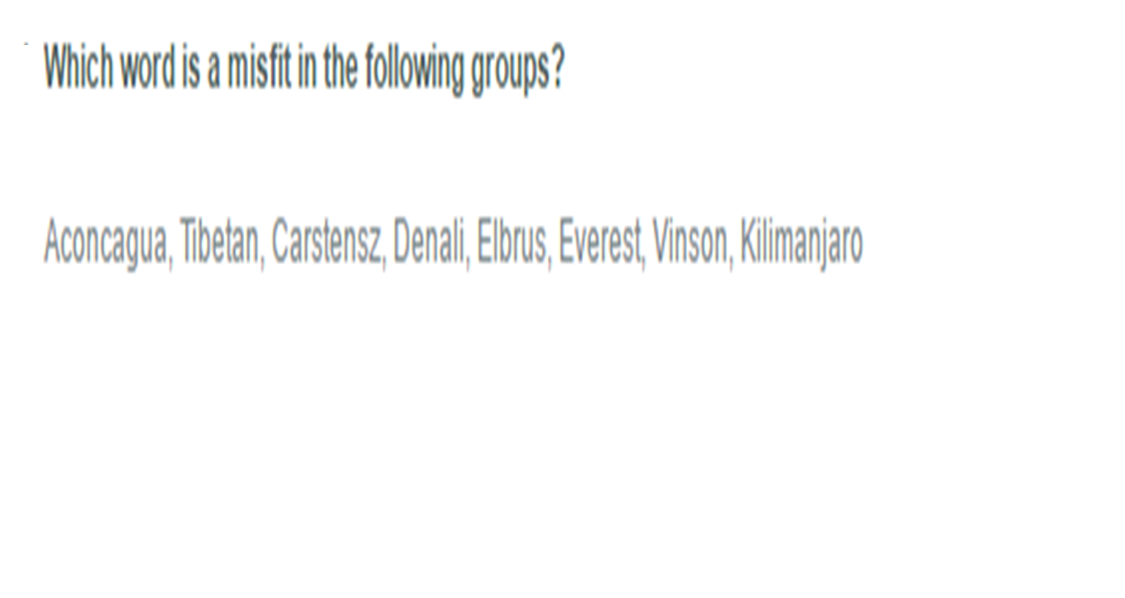 Which word is a misfit in the following groups?
Aconcagua, Tibetan, Carstensz, Denali, Elbrus, Everest, Vinson, Kilimanjaro